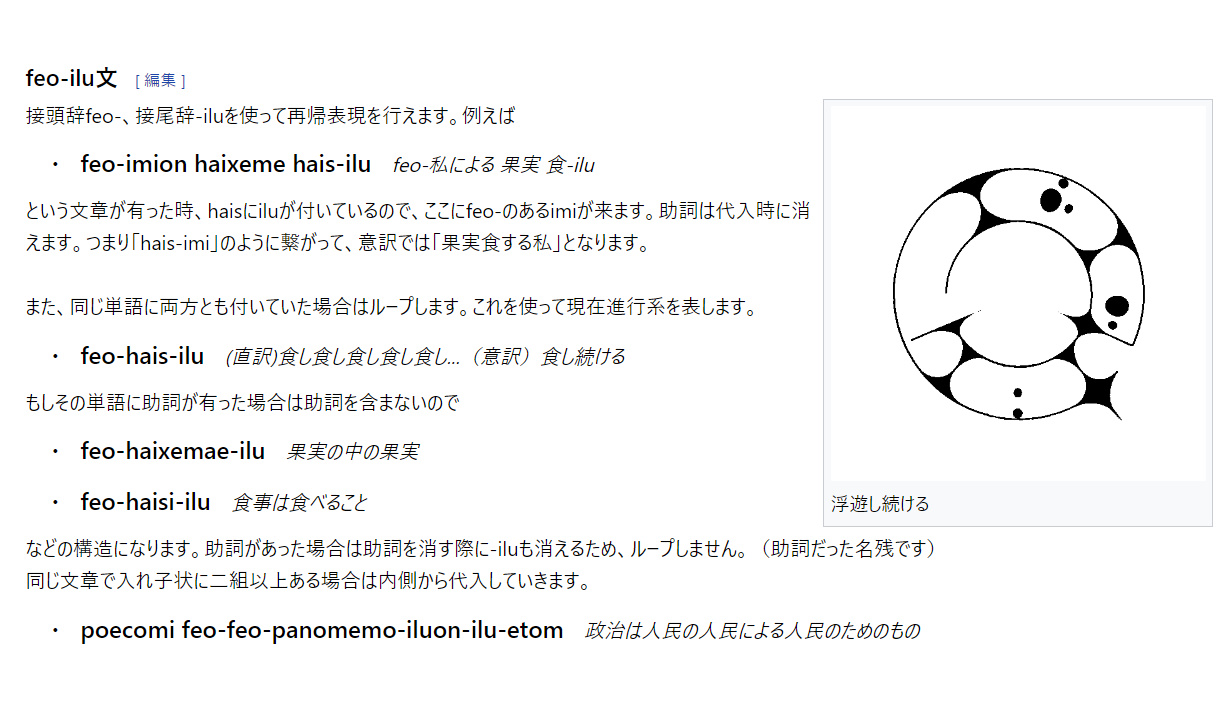 feo-ilu文 [ 編集 ]
接頭辞feo-、接尾辞-iluを使って再帰表現を行えます。例えば
・ feo-imion haixeme hais-ilu feo-私による 果実 食-ilu
という文章が有った時、haisにiluが付いているので、ここにfeo-のあるimiが来ます。助詞は代入時に消
えます。つまり「hais-imi」のように繋がって、意訳では「果実食する私」となります。
また、同じ単語に両方とも付いていた場合はループします。これを使って現在進行系を表します。
・ feo-hais-ilu (直訳)食し食し食し食し食し...（意訳）食し続ける
もしその単語に助詞が有った場合は助詞を含まないので
・ feo-haixemae-ilu 果実の中の果実
・ feo-haisi-ilu 食事は食べること
などの構造になります。助詞があった場合は助詞を消す際に-iluも消えるため、ループしません。（助詞だった名残です）
同じ文章で入れ子状に二組以上ある場合は内側から代入していきます。
・ poecomi feo-feo-panomemo-iluon-ilu-etom 政治は人民の人民による人民のためのもの
浮遊し続ける